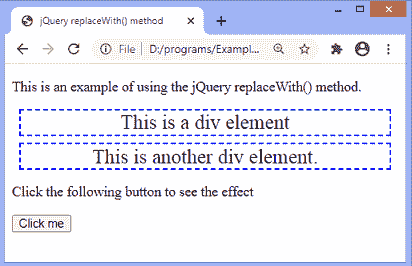 jQuery replaceWith() method
File D:/programs/Exampl...
This is an example of using the jQuery replaceWith() method.
This is a div element
This is another div element.
Click the following button to see the effect
Click me